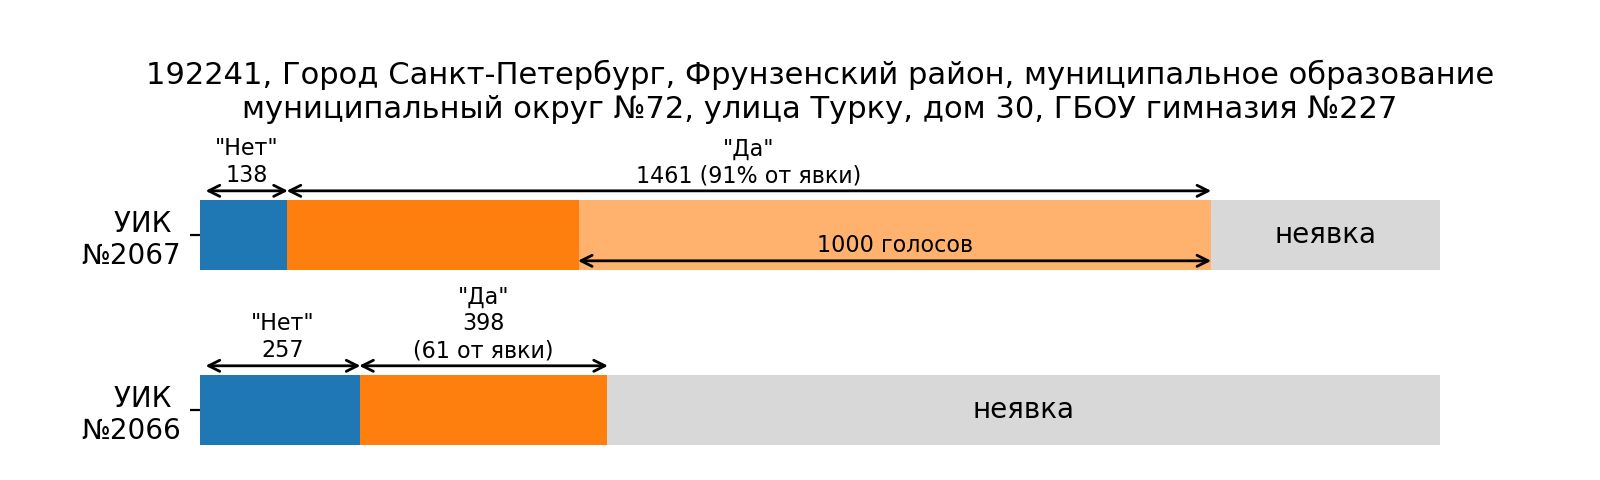 192241, Город Санкт-Петербург, Фрунзенский район, муниципальное образование
муниципальный округ №72, улица Турку, дом 30, ГБОУ гимназия №227
"Нет"
138
"Да"
1461 (91% от явки)
УИК
№2067
1000 голосов
неявка
"Нет"
257
"Да"
398
(61 от явки)
УИК
№2066
неявка